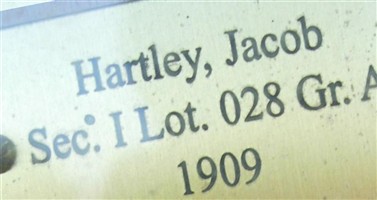 Hartley, Jacob
Sec. I Lot. 028 Gr. A
1909